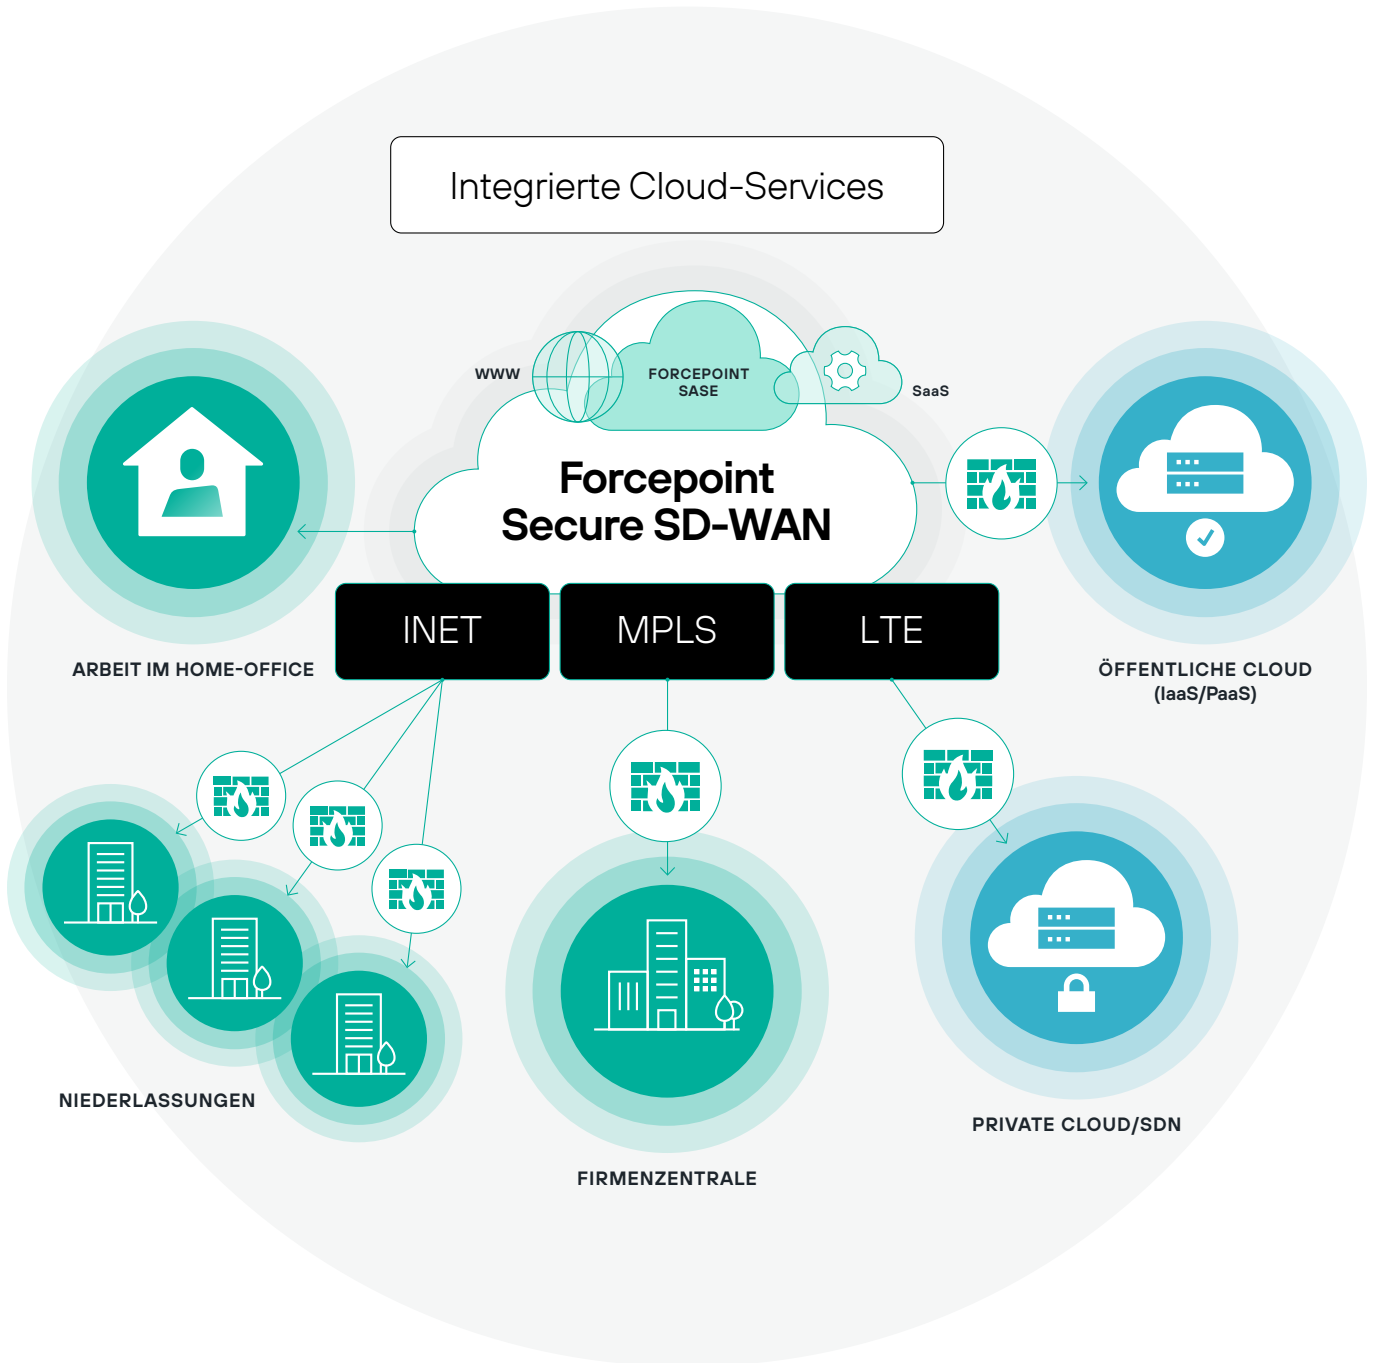 Integrierte Cloud-Services
WWW
FORCEPOINT
SASE
SaaS
Forcepoint
Secure SD-WAN
INET
MPLS
LTE
ARBEIT IM HOME-OFFICE
ÖFFENTLICHE CLOUD
(IaaS/PaaS)
NIEDERLASSUNGEN
PRIVATE CLOUD/SDN
FIRMENZENTRALE